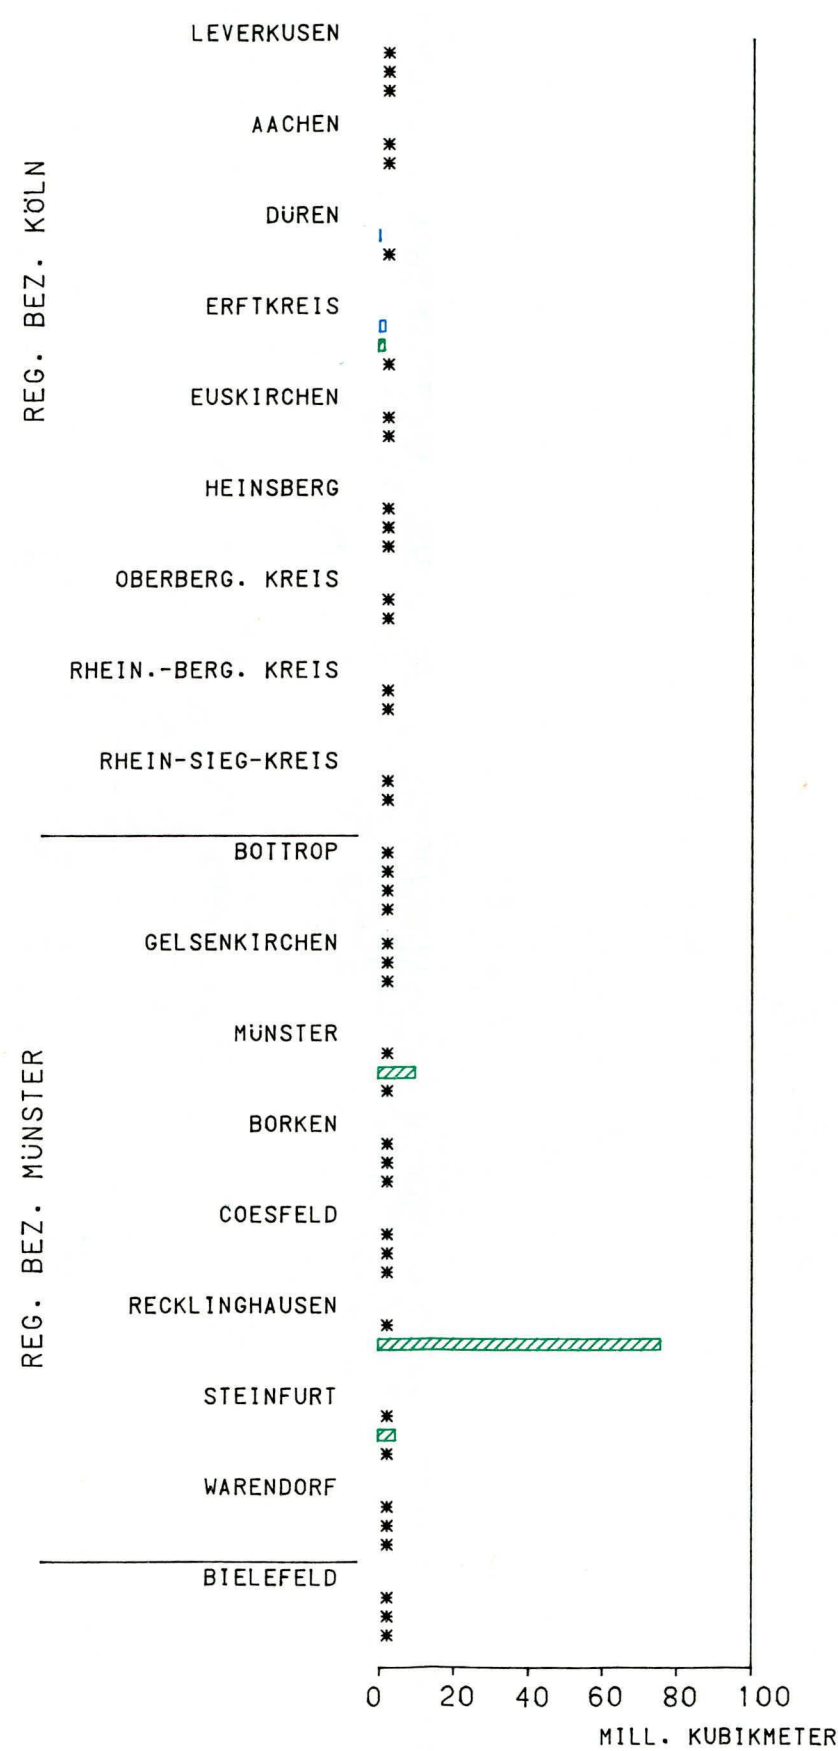 LEVERKUSEN
*
*
*
AACHEN
*
*
DÜREN
*
ERFTKREIS
*
EUSKIRCHEN
*
*
HEINSBERG
*
*
*
OBERBERG. KREIS
*
*
RHEIN.-BERG. KREIS
*
*
RHEIN-SIEG-KREIS
*
*
REG. BEZ. KÖLN
BOTTROP
*
*
*
*
GELSENKIRCHEN
*
*
*
MÜNSTER
*
*
BORKEN
*
*
*
COESFELD
*
*
*
RECKLINGHAUSEN
*
STEINFURT
*
*
WARENDORF
*
*
*
REG. BEZ. MÜNSTER
BIELEFELD
*
*
*
0 20 40 60 80 100
MILL. KUBIKMETER